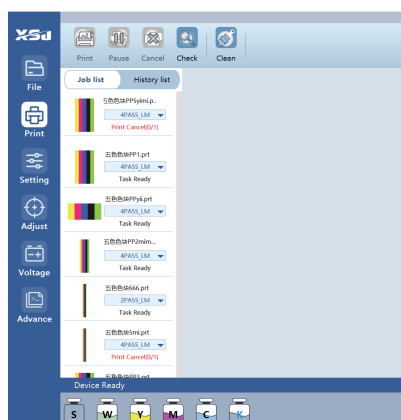 XSJ
Print Pause Cancel Check Clean
File
Print
Setting
Adjust
Voltage
Advance
Job list History list
五色色块PP5yimi.p..
4PASS_LM
Print Cancel(0/1)
五色色块PP1.prt
4PASS_LM
Task Ready
五色色块PPyii.prt
4PASS_LM
Task Ready
五色色块PP2mim...
4PASS_LM
Task Ready
五色色块666.prt
2PASS_LM
Task Ready
五色色块5mi.prt
4PASS_LM
Print Cancel(0/1)
Device Ready
S W Y M C K